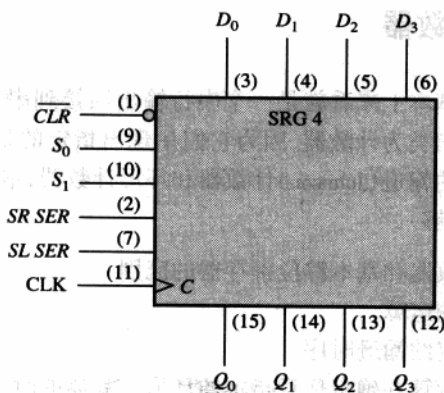 D₀ D₁ D₂ D₃
(3) (4) (5) (6)
SRG 4
C̅L̅R̅ (1)
S₀ (9)
S₁ (10)
SR SER (2)
SL SER (7)
CLK (11) C
(15) (14) (13) (12)
Q₀ Q₁ Q₂ Q₃